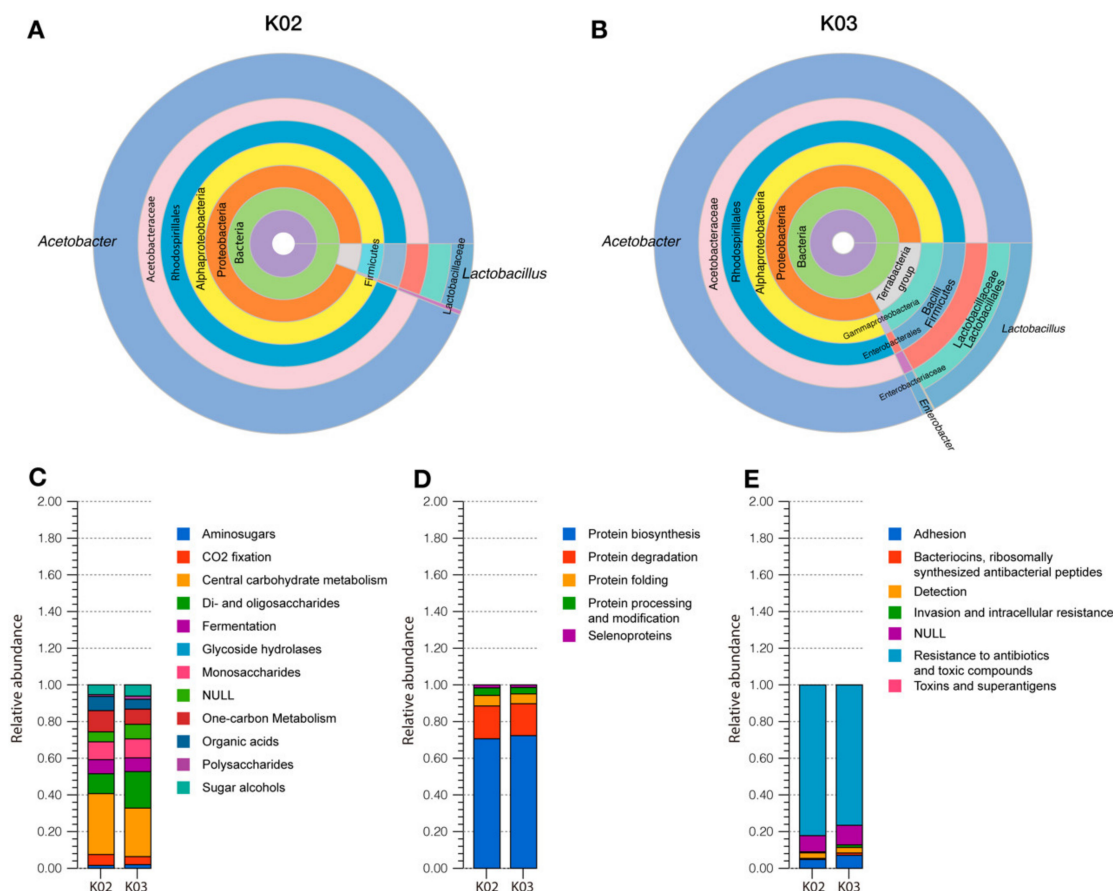 A
K02
Acetobacter
Acetobacteraceae
Rhodospirillales
Alphaproteobacteria
Proteobacteria
Bacteria
Firmicutes
Lactobacillaceae
Lactobacillus
B
K03
Acetobacter
Acetobacteraceae
Rhodospirillales
Alphaproteobacteria
Proteobacteria
Bacteria
Terrabacteria
group
Gammaproteobacteria
Bacilli
Firmicutes
Enterobacterales
Lactobacillaceae
Lactobacillales
Lactobacillus
Enterobacteriaceae
Enterobacter
C
Relative abundance
2.00
1.80
1.60
1.40
1.20
1.00
0.80
0.60
0.40
0.20
0.00
K02
K03
Aminosugars
CO2 fixation
Central carbohydrate metabolism
Di- and oligosaccharides
Fermentation
Glycoside hydrolases
Monosaccharides
NULL
One-carbon Metabolism
Organic acids
Polysaccharides
Sugar alcohols
D
Relative abundance
2.00
1.80
1.60
1.40
1.20
1.00
0.80
0.60
0.40
0.20
0.00
K02
K03
Protein biosynthesis
Protein degradation
Protein folding
Protein processing
and modification
Selenoproteins
E
Relative abundance
2.00
1.80
1.60
1.40
1.20
1.00
0.80
0.60
0.40
0.20
0.00
K02
K03
Adhesion
Bacteriocins, ribosomally
synthesized antibacterial peptides
Detection
Invasion and intracellular resistance
NULL
Resistance to antibiotics
and toxic compounds
Toxins and superantigens